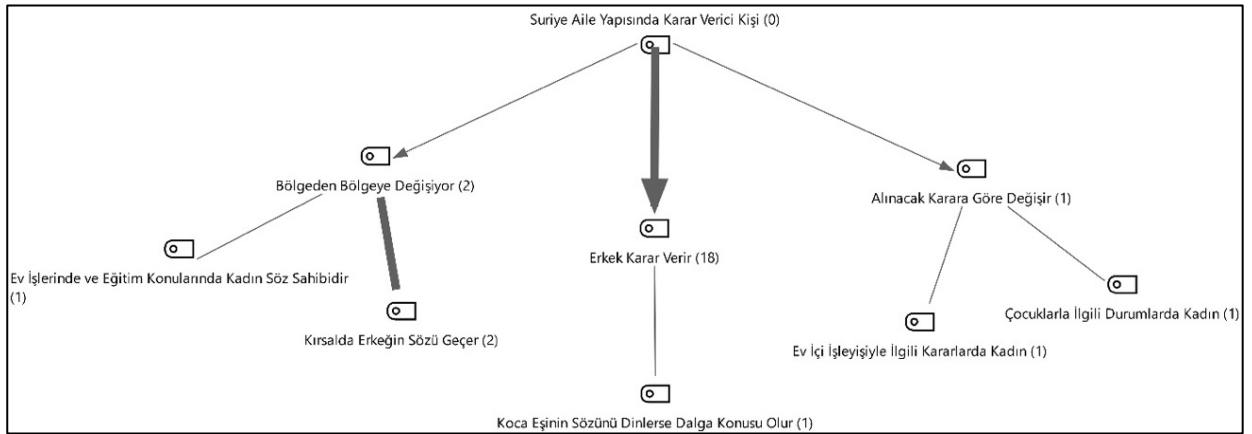 Suriye Aile Yapısında Karar Verici Kişi (0)
Bölgeden Bölgeye Değişiyor (2)
Alınacak Karara Göre Değişir (1)
Erkek Karar Verir (18)
Ev İşlerinde ve Eğitim Konularında Kadın Söz Sahibidir
(1)
Kırsalda Erkeğin Sözü Geçer (2)
Ev İçi İşleyişiyle İlgili Kararlarda Kadın (1)
Çocuklarla İlgili Durumlarda Kadın (1)
Koca Eşinin Sözünü Dinlerse Dalga Konusu Olur (1)